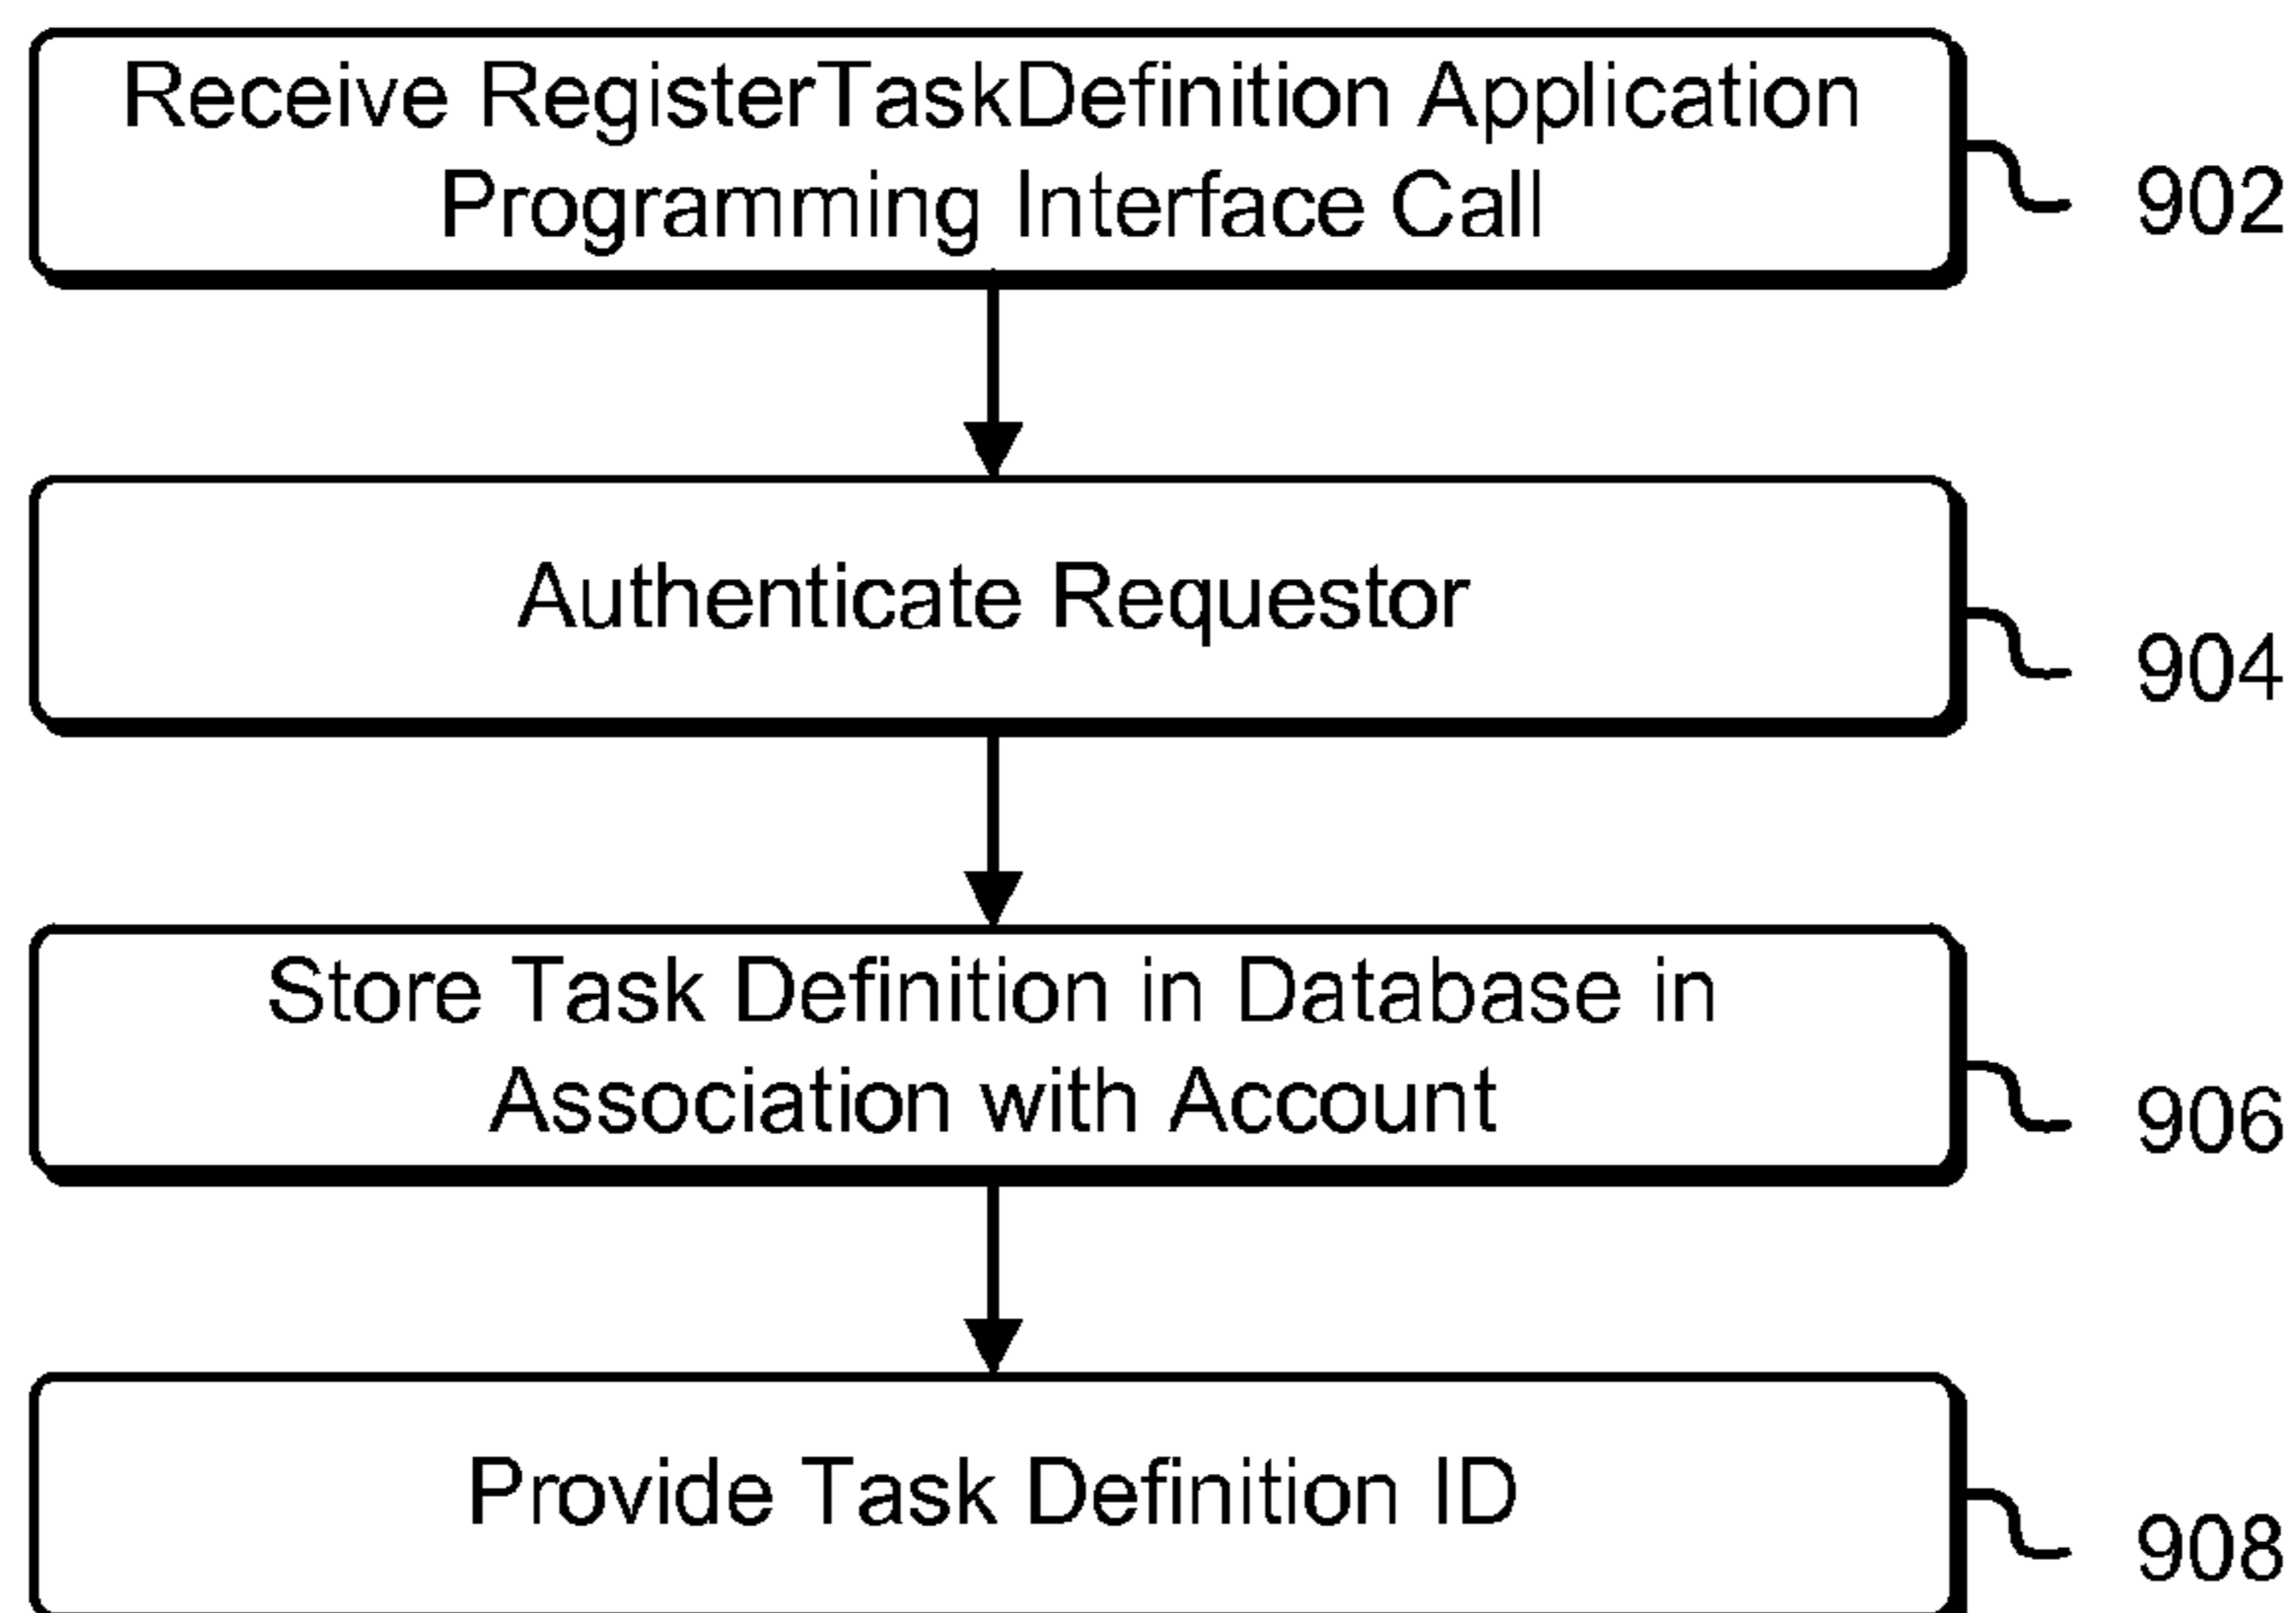 Receive RegisterTaskDefinition Application
Programming Interface Call
902
Authenticate Requestor
904
Store Task Definition in Database in
Association with Account
906
Provide Task Definition ID
908